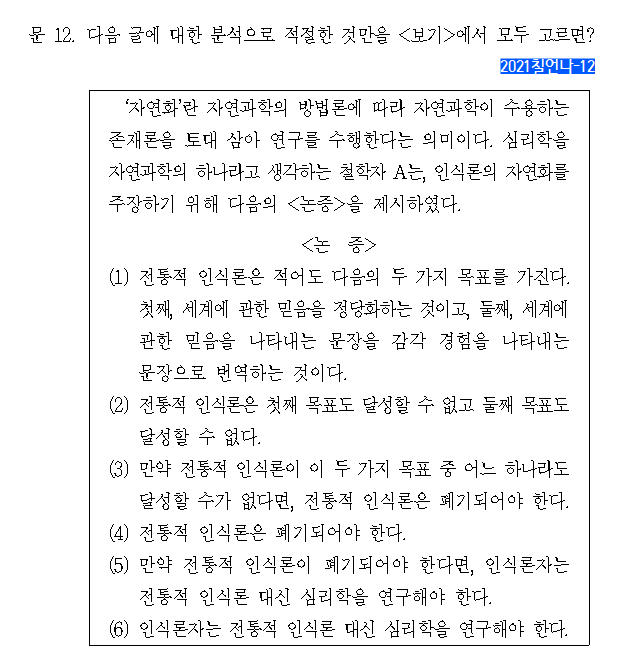 문 12. 다음 글에 대한 분석으로 적절한 것만을 <보기>에서 모두 고르면?
2021칠언나-12
‘자연화’란 자연과학의 방법론에 따라 자연과학이 수용하는
존재론을 토대 삼아 연구를 수행한다는 의미이다. 심리학을
자연과학의 하나라고 생각하는 철학자 A는, 인식론의 자연화를
주장하기 위해 다음의 <논증>을 제시하였다.
<논 증>
(1) 전통적 인식론은 적어도 다음의 두 가지 목표를 가진다.
첫째, 세계에 관한 믿음을 정당화하는 것이고, 둘째, 세계에
관한 믿음을 나타내는 문장을 감각 경험을 나타내는
문장으로 번역하는 것이다.
(2) 전통적 인식론은 첫째 목표도 달성할 수 없고 둘째 목표도
달성할 수 없다.
(3) 만약 전통적 인식론이 이 두 가지 목표 중 어느 하나라도
달성할 수가 없다면, 전통적 인식론은 폐기되어야 한다.
(4) 전통적 인식론은 폐기되어야 한다.
(5) 만약 전통적 인식론이 폐기되어야 한다면, 인식론자는
전통적 인식론 대신 심리학을 연구해야 한다.
(6) 인식론자는 전통적 인식론 대신 심리학을 연구해야 한다.